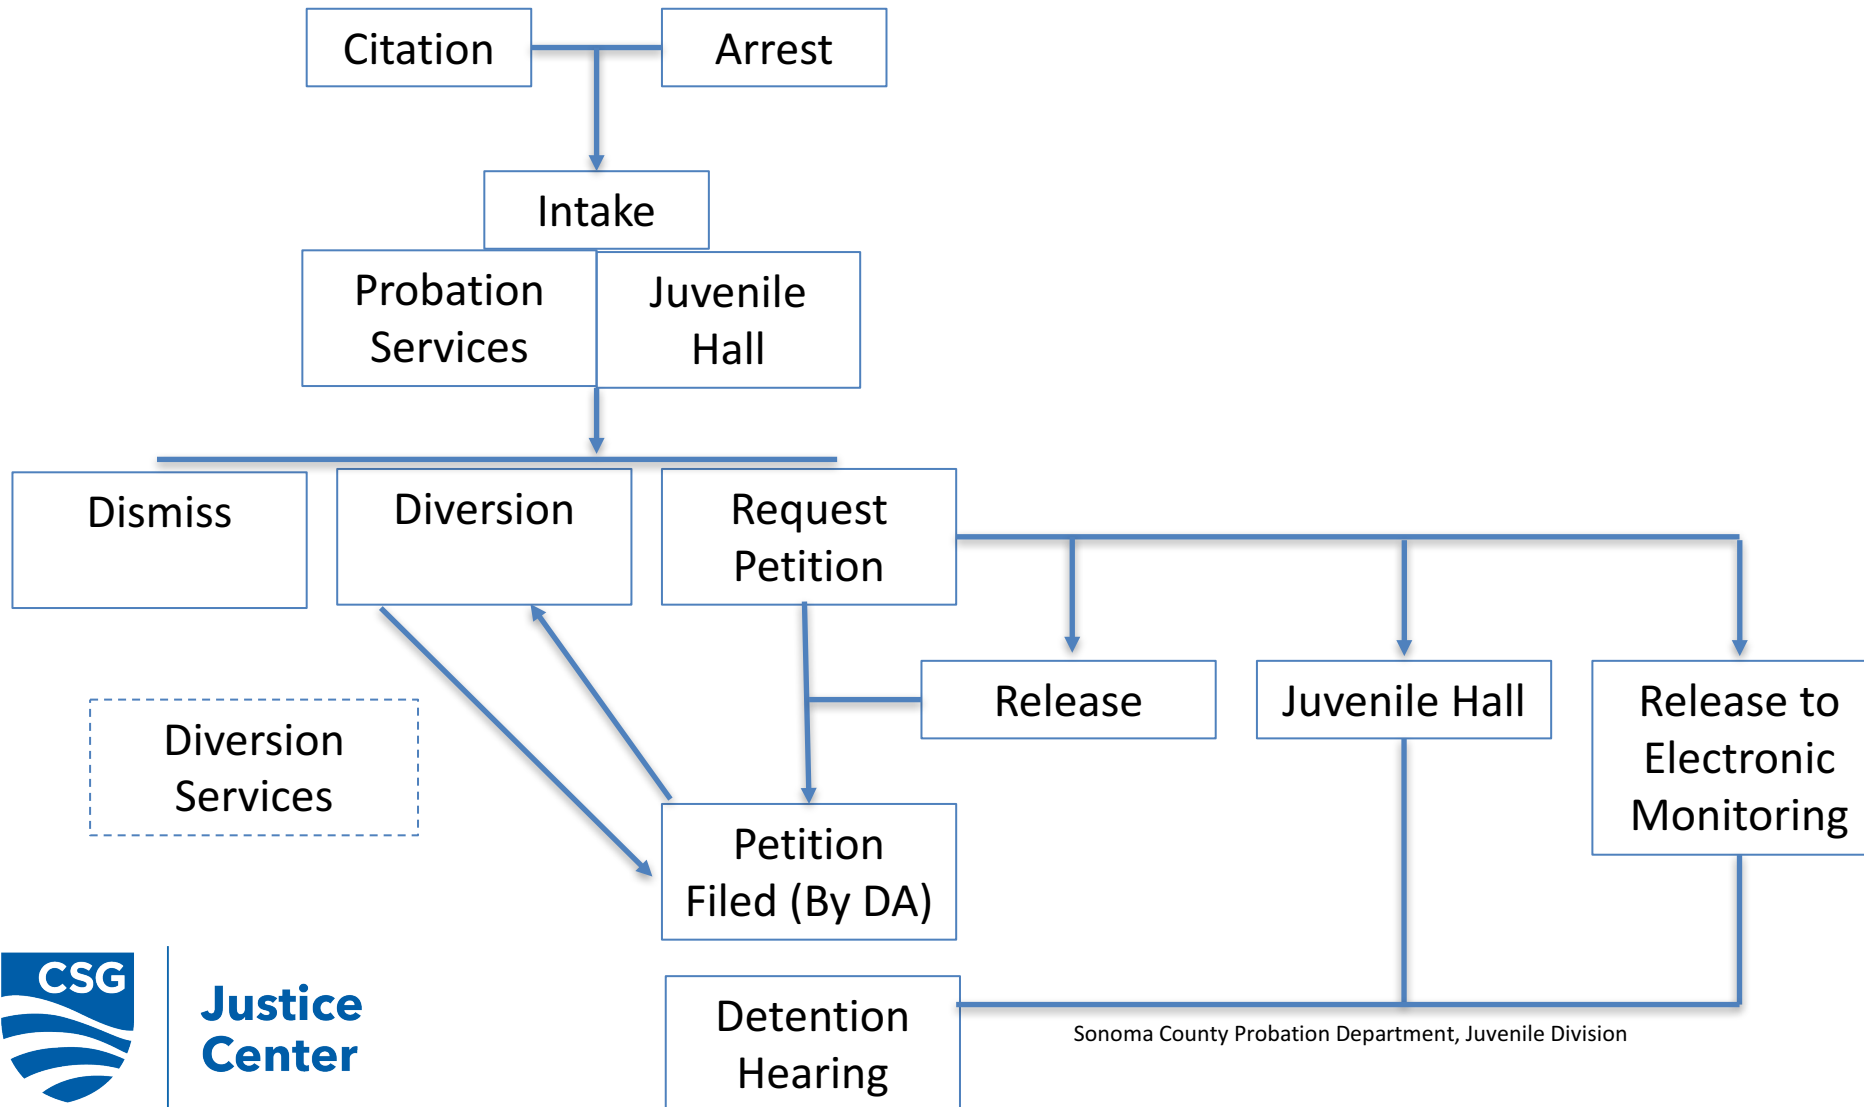 Citation
Arrest
Intake
Probation
Services
Juvenile
Hall
Dismiss
Diversion
Request
Petition
Release
Juvenile Hall
Release to
Electronic
Monitoring
Diversion
Services
Petition
Filed (By DA)
Detention
Hearing
Sonoma County Probation Department, Juvenile Division
CSG
Justice
Center